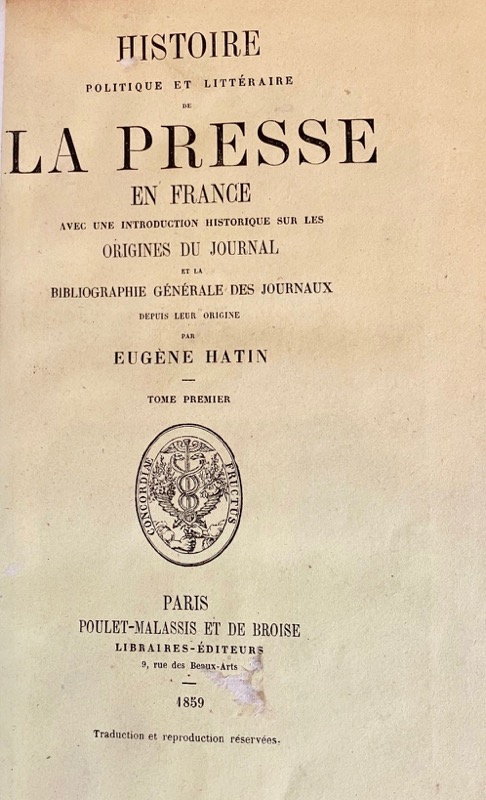 HISTOIRE
POLITIQUE ET LITTÉRAIRE
DE
LA PRESSE
EN FRANCE
AVEC UNE INTRODUCTION HISTORIQUE SUR LES
ORIGINES DU JOURNAL
ET LA
BIBLIOGRAPHIE GÉNÉRALE DES JOURNAUX
DEPUIS LEUR ORIGINE
PAR
EUGÈNE HATIN
TOME PREMIER
CONCORDIÆ FRUCTUS
PARIS
POULET-MALASSIS ET DE BROISE
LIBRAIRES-ÉDITEURS
9, rue des Beaux-Arts
1859
Traduction et reproduction réservées.